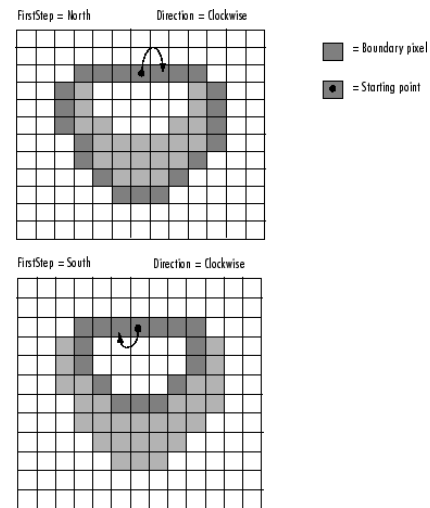 FirstStep = North Direction = Clockwise
= Boundary pixel
= Starting point
FirstStep = South Direction = Clockwise